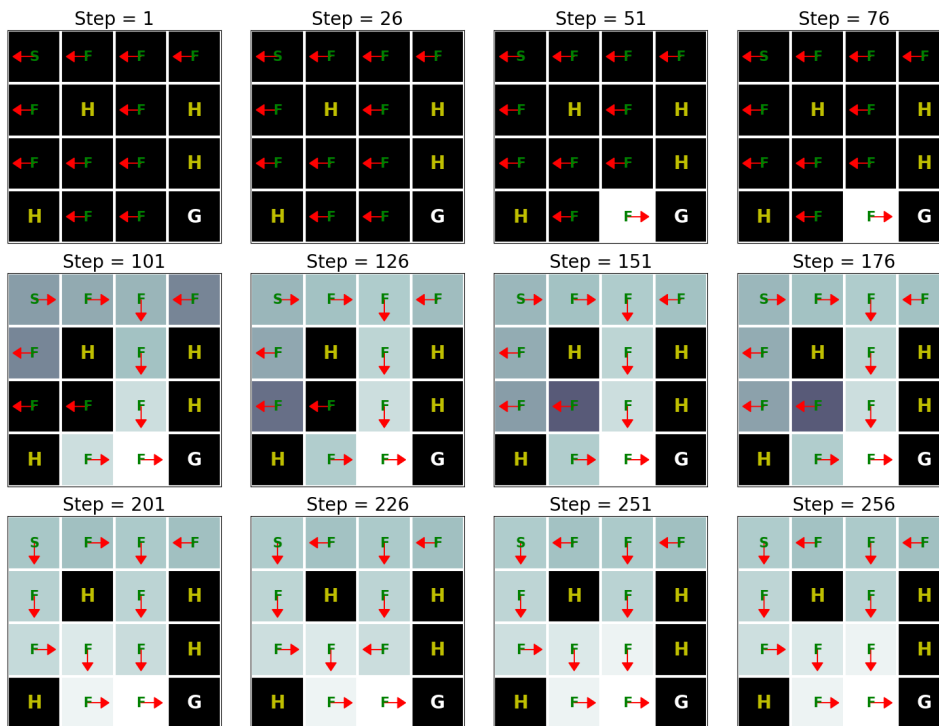 Step = 1 Step = 26 Step = 51 Step = 76
S F F F S F F F S F F F S F F F
F H F H F H F H F H F H F H F H
F F F H F F F H F F F H F F F H
H F F G H F F G H F F G H F F G
Step = 101 Step = 126 Step = 151 Step = 176
S F F F S F F F S F F F S F F F
F H F H F H F H F H F H F H F H
F F F H F F F H F F F H F F F H
H F F G H F F G H F F G H F F G
Step = 201 Step = 226 Step = 251 Step = 256
S F F F S F F F S F F F S F F F
F H F H F H F H F H F H F H F H
F F F H F F F H F F F H F F F H
H F F G H F F G H F F G H F F G